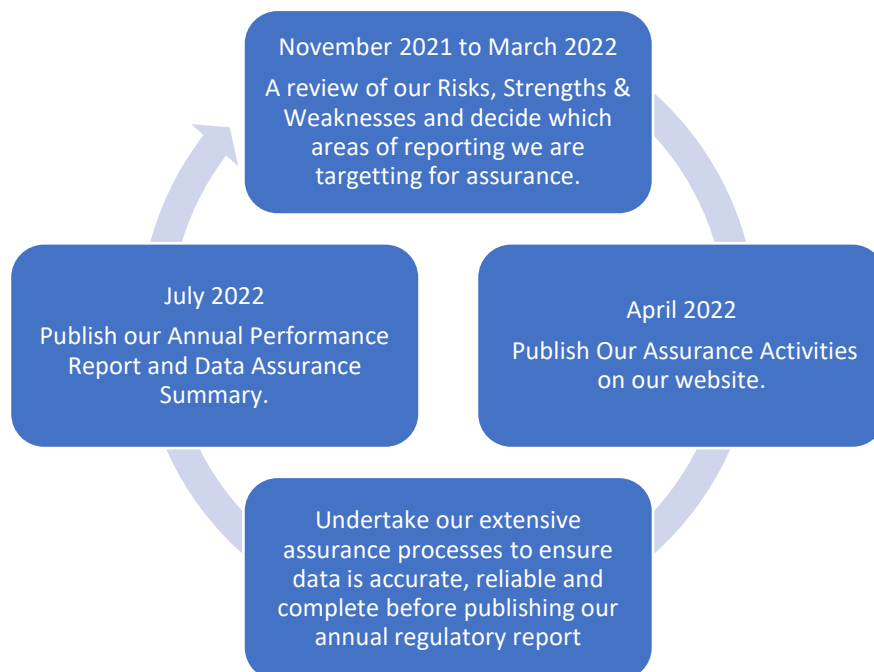 November 2021 to March 2022
A review of our Risks, Strengths &
Weaknesses and decide which
areas of reporting we are
targetting for assurance.
April 2022
Publish Our Assurance Activities
on our website.
Undertake our extensive
assurance processes to ensure
data is accurate, reliable and
complete before publishing our
annual regulatory report
July 2022
Publish our Annual Performance
Report and Data Assurance
Summary.